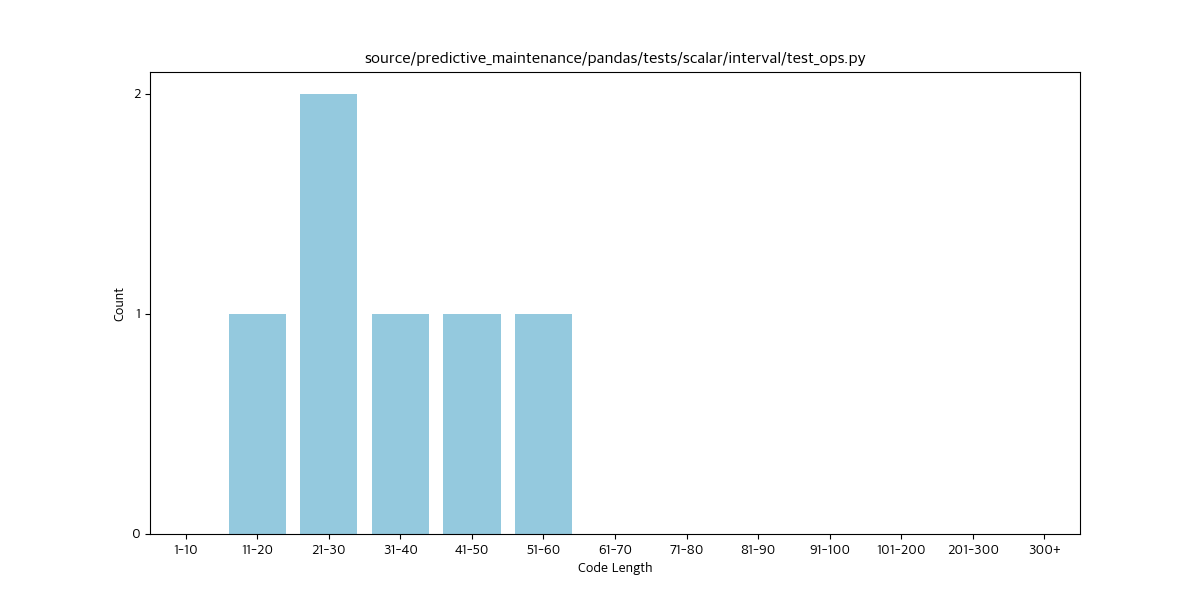 source/predictive_maintenance/pandas/tests/scalar/interval/test_ops.py
2
1
0
Count
1-10 11-20 21-30 31-40 41-50 51-60 61-70 71-80 81-90 91-100 101-200 201-300 300+
Code Length